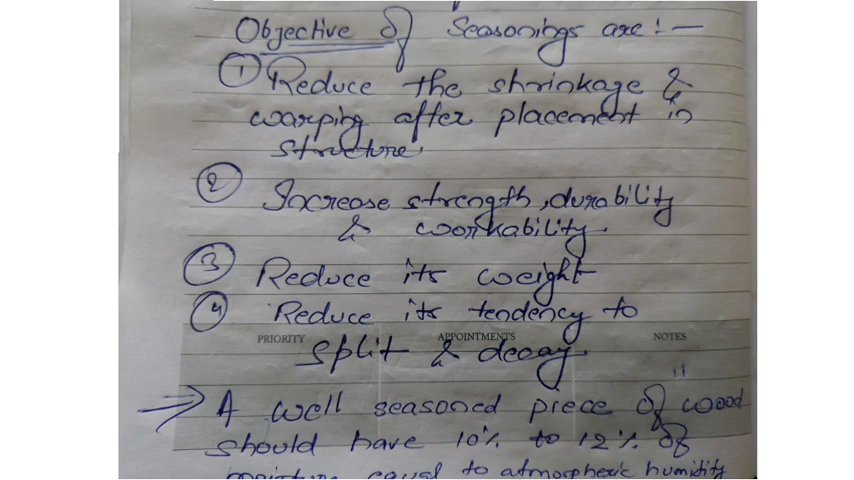 Objective of Seasonings are:-
① Reduce the shrinkage &
warping after placement in
structure.
② Increase strength, durability
& workability.
③ Reduce its weight
④ Reduce its tendency to
PRIORITY APPOINTMENTS NOTES
split & decay.
→ A well seasoned piece of wood
should have 10% to 12% of
moisture equal to atmospheric humidity